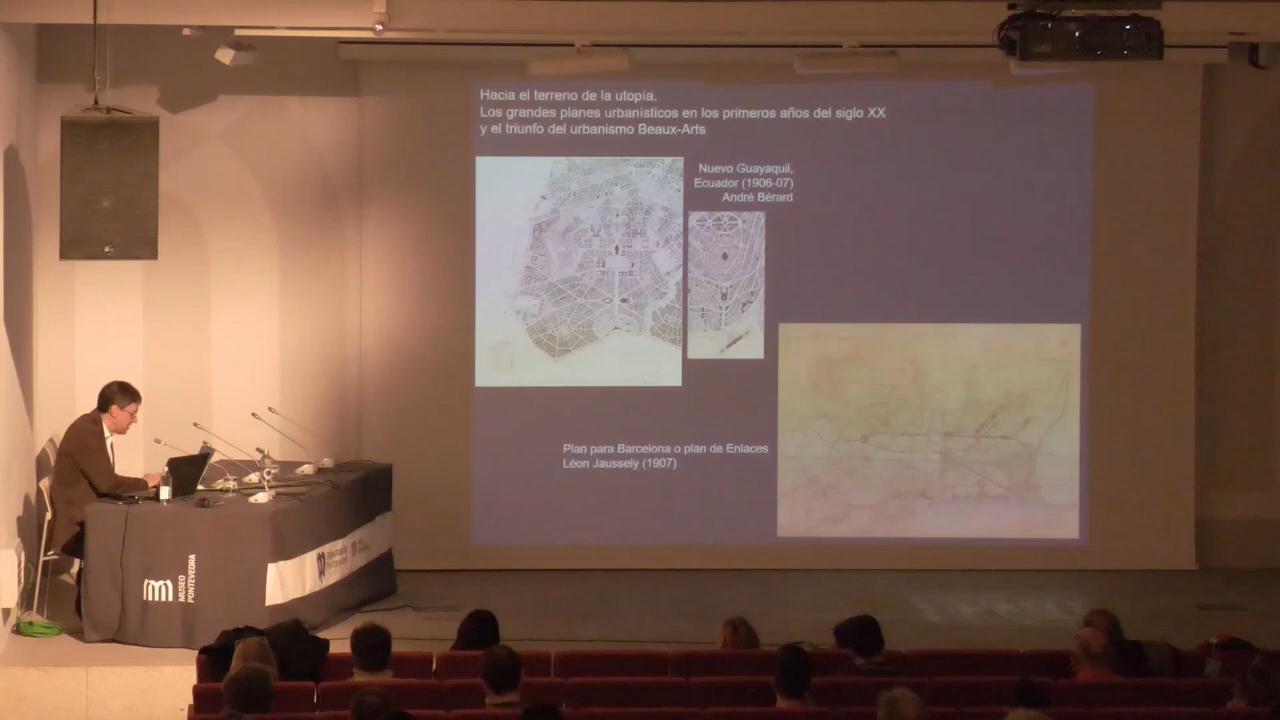 Hacia el terreno de la utopía.
Los grandes planes urbanísticos en los primeros años del siglo XX
y el triunfo del urbanismo Beaux-Arts
Nuevo Guayaquil,
Ecuador (1906-07)
André Bérard
Plan para Barcelona o plan de Enlaces
Léon Jaussely (1907)
MUSEO
PONTEVEDRA